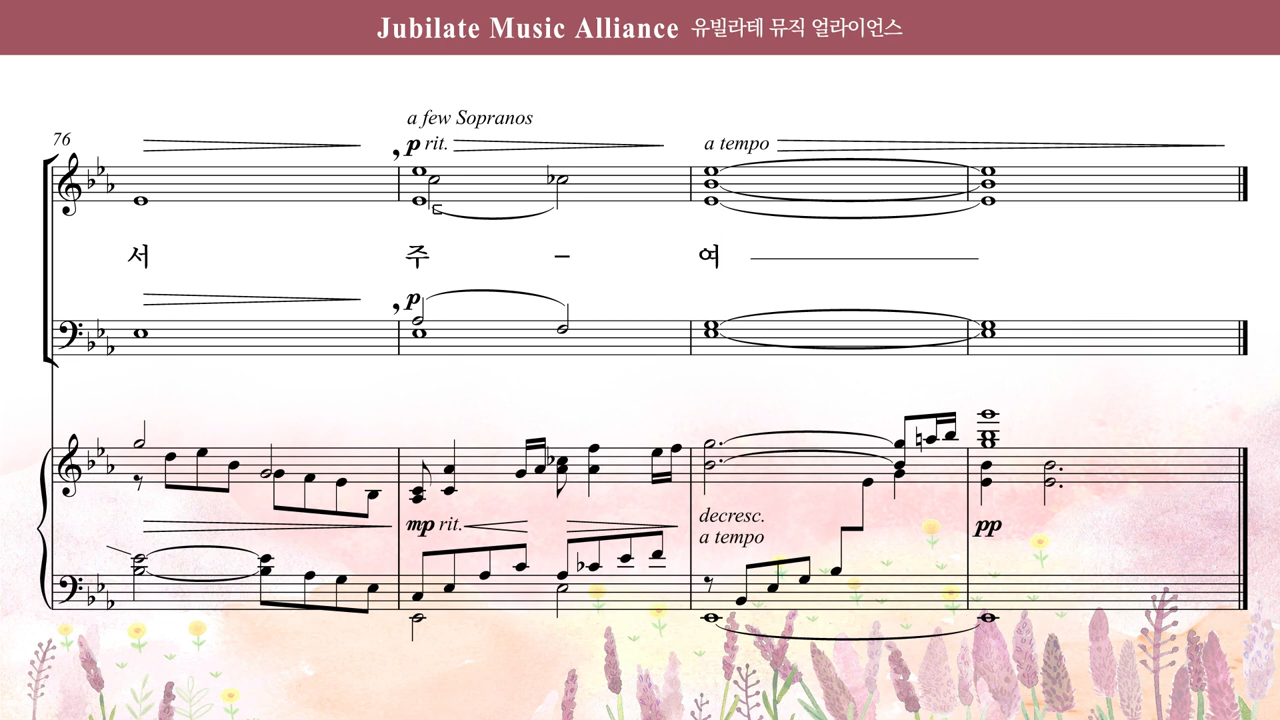 Jubilate Music Alliance 유빌라테 뮤직 얼라이언스
a few Sopranos
76
p rit.
a tempo
서 주 – 여
p
mp rit.
decresc.
a tempo
pp